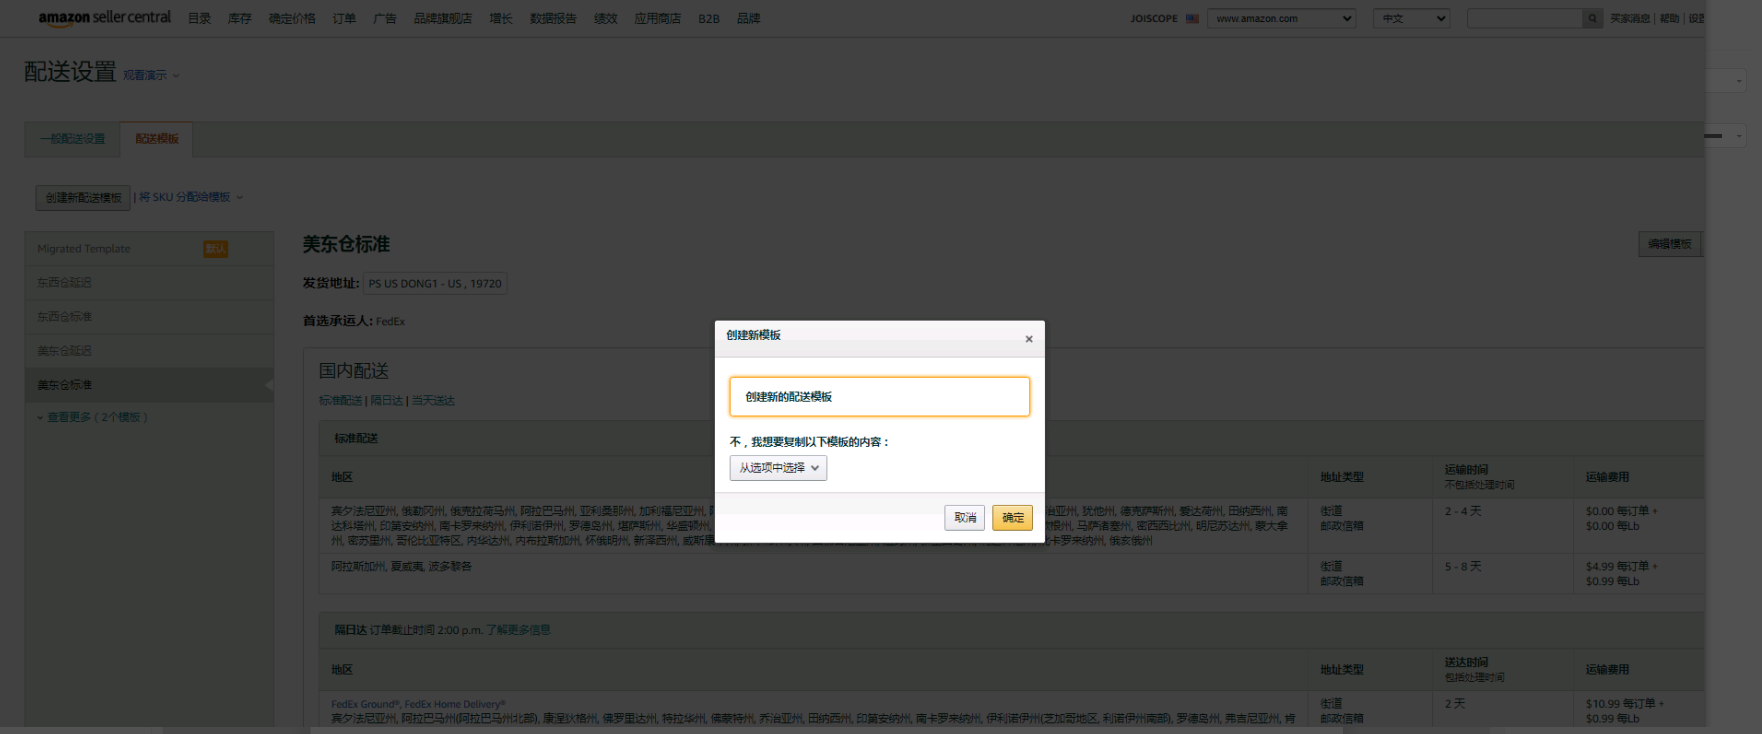 amazon seller central 目录 库存 确定价格 订单 广告 品牌旗舰店 增长 数据报告 绩效 应用商店 B2B 品牌 JOISCOPE www.amazon.com 中文 买家消息 | 帮助 | 设置
配送设置 观看演示
一般配送设置 配送模板
创建新配送模板 | 将 SKU 分配给模板
Migrated Template 默认
东西仓延迟
东西仓标准
美东仓延迟
美东仓标准
查看更多 ( 2个模板 )
美东仓标准 编辑模板
发货地址: PS US DONG1 - US , 19720
首选承运人: FedEx
国内配送
标准配送 | 隔日达 | 当天送达
标准配送
地区 地址类型 运输时间 运输费用
不包括处理时间
宾夕法尼亚州, 俄勒冈州, 俄克拉荷马州, 阿拉巴马州, 亚利桑那州, 加利福尼亚州, 治亚州, 犹他州, 德克萨斯州, 爱达荷州, 田纳西州, 南 街道 2 - 4 天 $0.00 每订单 +
达科塔州, 印第安纳州, 南卡罗来纳州, 伊利诺伊州, 罗德岛州, 堪萨斯州, 华盛顿州, 根州, 马萨诸塞州, 密西西比州, 明尼苏达州, 蒙大拿 邮政信箱 $0.00 每Lb
州, 密苏里州, 哥伦比亚特区, 内华达州, 内布拉斯加州, 怀俄明州, 新泽西州, 卡罗来纳州, 俄亥俄州
阿拉斯加州, 夏威夷, 波多黎各 街道 5 - 8 天 $4.99 每订单 +
邮政信箱 $0.99 每Lb
隔日达 订单截止时间 2:00 p.m. 了解更多信息
地区 地址类型 送达时间 运输费用
包括处理时间
FedEx Ground®, FedEx Home Delivery® 街道 2 天 $10.99 每订单 +
宾夕法尼亚州, 阿拉巴马州(阿拉巴马州北部), 康涅狄格州, 佛罗里达州, 特拉华州, 佛蒙特州, 乔治亚州, 田纳西州, 印第安纳州, 南卡罗来纳州, 伊利诺伊州(芝加哥地区, 利诺伊州南部), 罗德岛州, 弗吉尼亚州, 肯 邮政信箱 $0.99 每Lb
创建新模板 ×
创建新的配送模板
不，我想要复制以下模板的内容：
从选项中选择
取消 确定